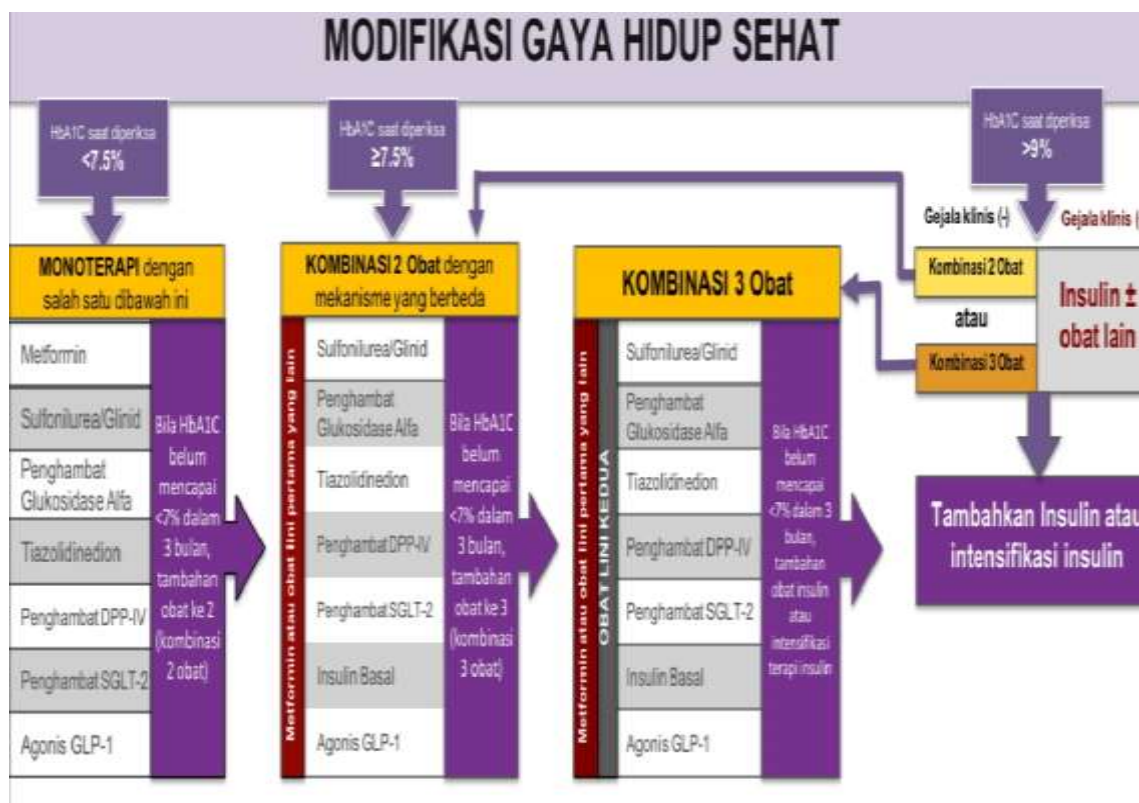 MODIFIKASI GAYA HIDUP SEHAT
HbA1C saat diperiksa
<7.5%
HbA1C saat diperiksa
≥7.5%
HbA1C saat diperiksa
>9%
Gejala klinis (-)
Gejala klinis (
MONOTERAPI dengan
salah satu dibawah ini
Metformin
Sulfonilurea/Glinid
Penghambat
Glukosidase Alfa
Tiazolidinedion
Penghambat DPP-IV
Penghambat SGLT-2
Agonis GLP-1
Bila HbA1C
belum
mencapai
<7% dalam
3 bulan,
tambahan
obat ke 2
(kombinasi
2 obat)
KOMBINASI 2 Obat dengan
mekanisme yang berbeda
Metformin atau obat lini pertama yang lain
Sulfonilurea/Glinid
Penghambat
Glukosidase Alfa
Tiazolidinedion
Penghambat DPP-IV
Penghambat SGLT-2
Insulin Basal
Agonis GLP-1
Bila HbA1C
belum
mencapai
<7% dalam
3 bulan,
tambahan
obat ke 3
(kombinasi
3 obat)
KOMBINASI 3 Obat
Metformin atau obat lini pertama yang lain
OBAT LINI KEDUA
Sulfonilurea/Glinid
Penghambat
Glukosidase Alfa
Tiazolidinedion
Penghambat DPP-IV
Penghambat SGLT-2
Insulin Basal
Agonis GLP-1
Bila HbA1C
belum
mencapai
<7% dalam 3
bulan,
tambahan
obat insulin
atau
intensifikasi
terapi insulin
Kombinasi 2 Obat
atau
Kombinasi 3 Obat
Insulin ±
obat lain
Tambahkan Insulin atau
intensifikasi insulin